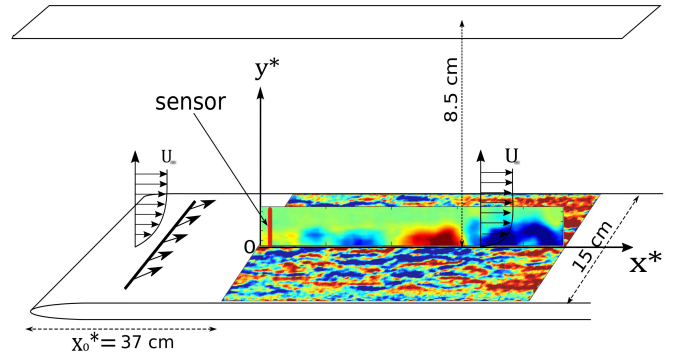 y*
8.5 cm
sensor
U∞
U∞
0
x*
15 cm
x₀*= 37 cm